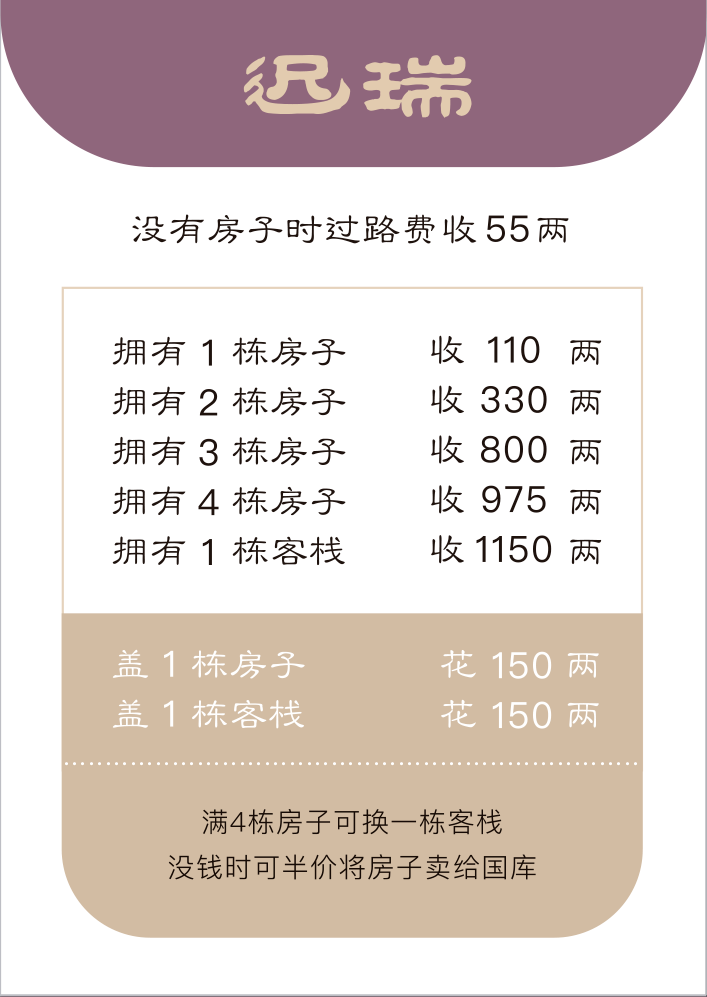 迟瑞
没有房子时过路费收55两
拥有 1 栋房子 收 110 两
拥有 2 栋房子 收 330 两
拥有 3 栋房子 收 800 两
拥有 4 栋房子 收 975 两
拥有 1 栋客栈 收 1150 两
盖 1 栋房子 花 150 两
盖 1 栋客栈 花 150 两
满4栋房子可换一栋客栈
没钱时可半价将房子卖给国库